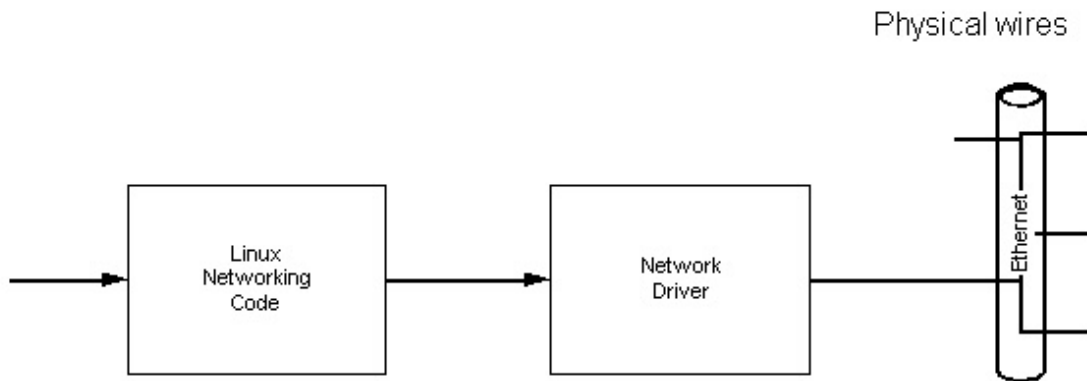 Physical wires
Linux
Networking
Code
Network
Driver
Ethernet